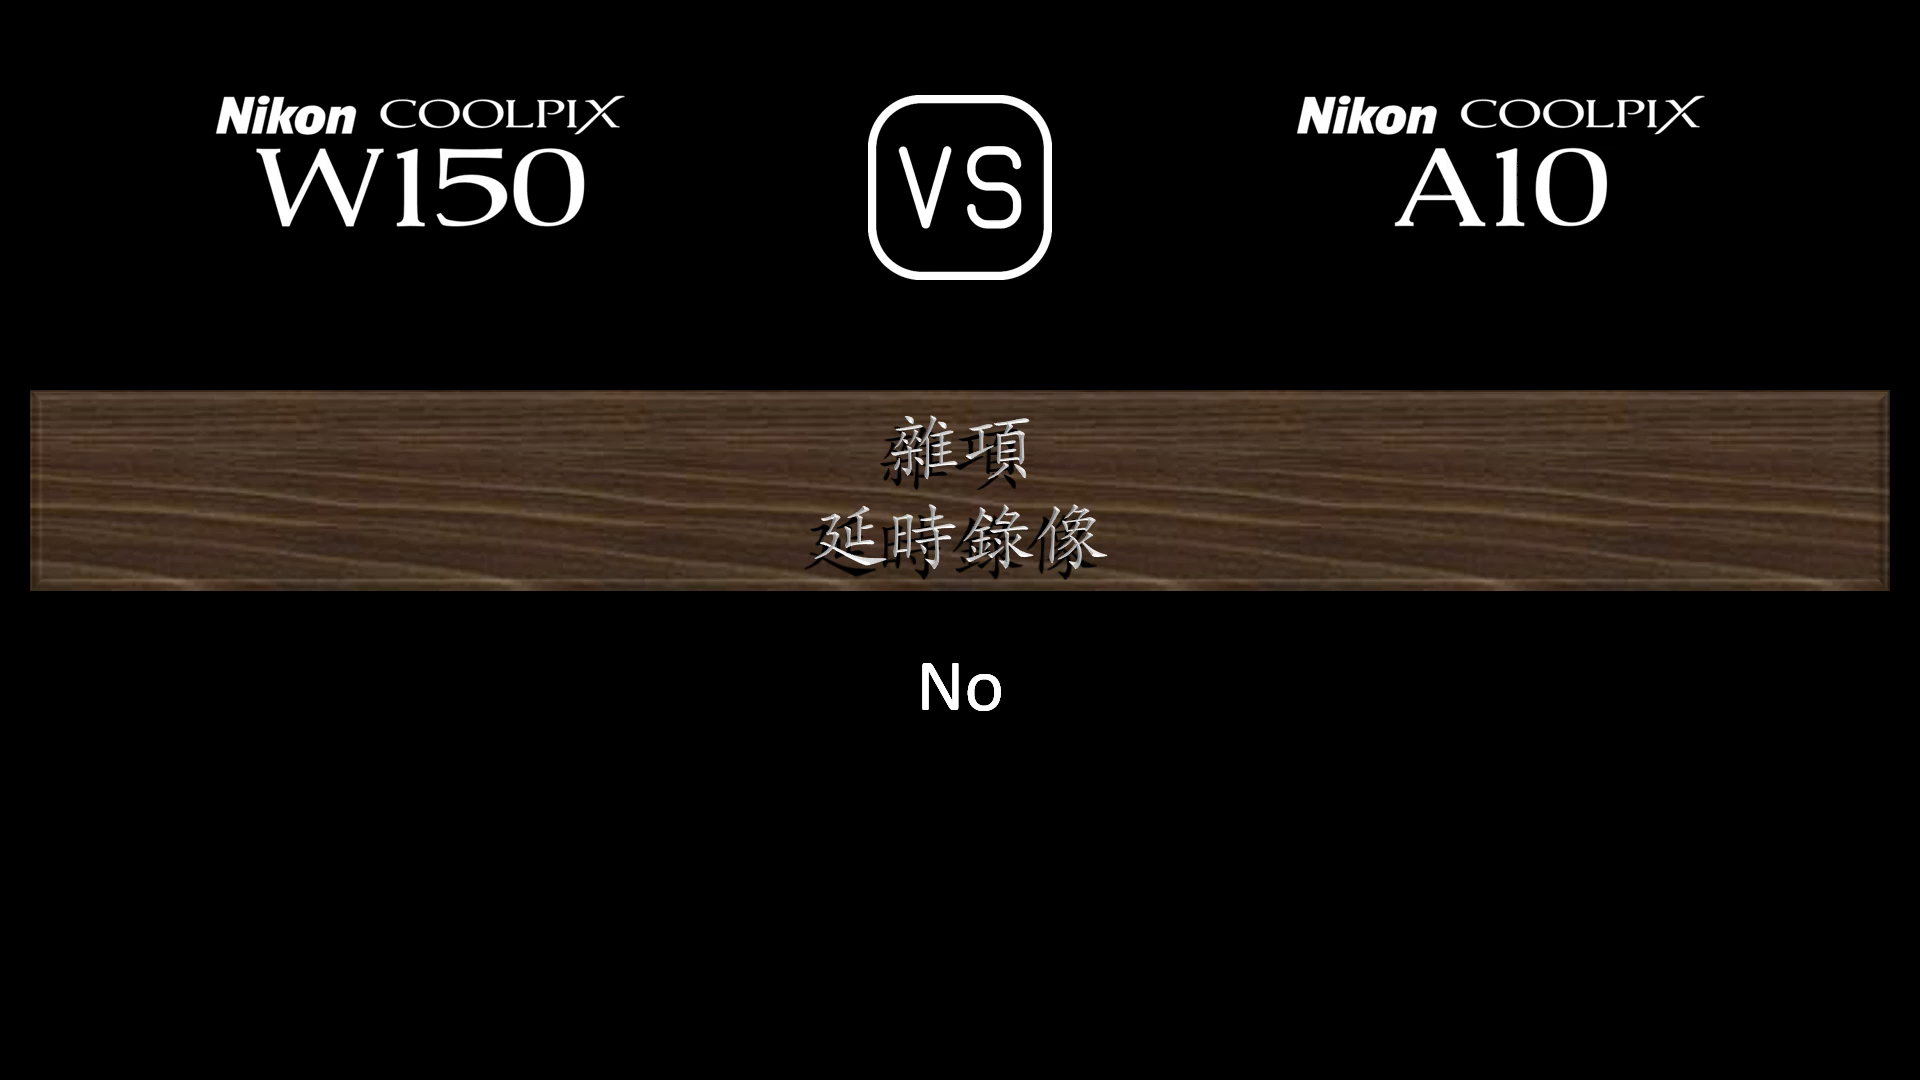 Nikon COOLPIX
W150
VS
Nikon COOLPIX
A10
雜項
延時錄像
No